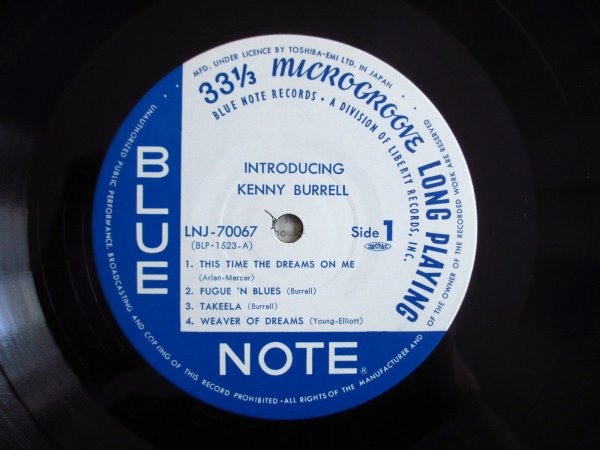 MFD. UNDER LICENCE BY TOSHIBA-EMI LTD. IN JAPAN
33⅓ MICROGROOVE LONG PLAYING
BLUE NOTE RECORDS • A DIVISION OF LIBERTY RECORDS, INC.
INTRODUCING
KENNY BURRELL
LNJ-70067
(BLP-1523-A)
Side 1
1. THIS TIME THE DREAMS ON ME
(Arlen-Mercer)
2. FUGUE 'N BLUES (Burrell)
3. TAKEELA (Burrell)
4. WEAVER OF DREAMS (Young-Elliott)
BLUE
NOTE®
UNAUTHORIZED PUBLIC PERFORMANCE, BROADCASTING AND COPYING OF THIS RECORD PROHIBITED • ALL RIGHTS OF THE MANUFACTURER AND OF THE OWNER OF THE RECORDED WORK ARE RESERVED